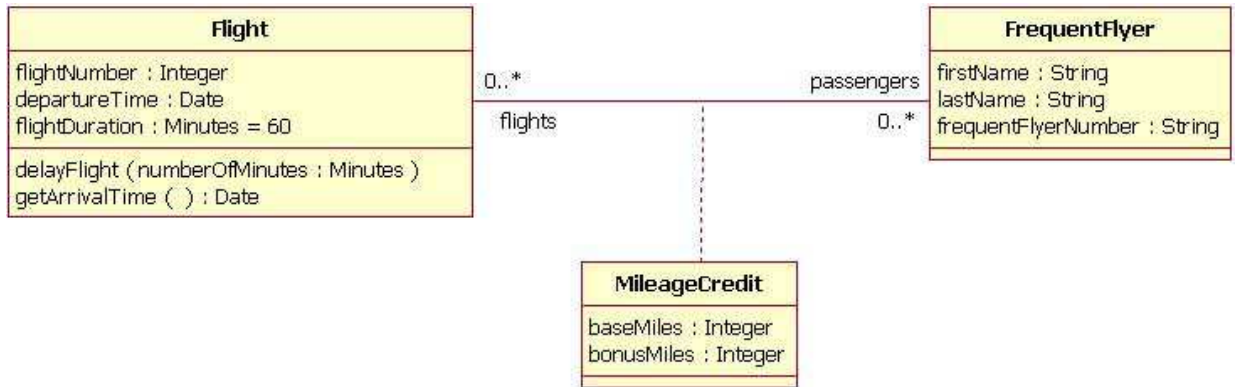 Flight
flightNumber : Integer
departureTime : Date
flightDuration : Minutes = 60
delayFlight ( numberOfMinutes : Minutes )
getArrivalTime ( ) : Date
0..*
flights
passengers
0..*
FrequentFlyer
firstName : String
lastName : String
frequentFlyerNumber : String
MileageCredit
baseMiles : Integer
bonusMiles : Integer